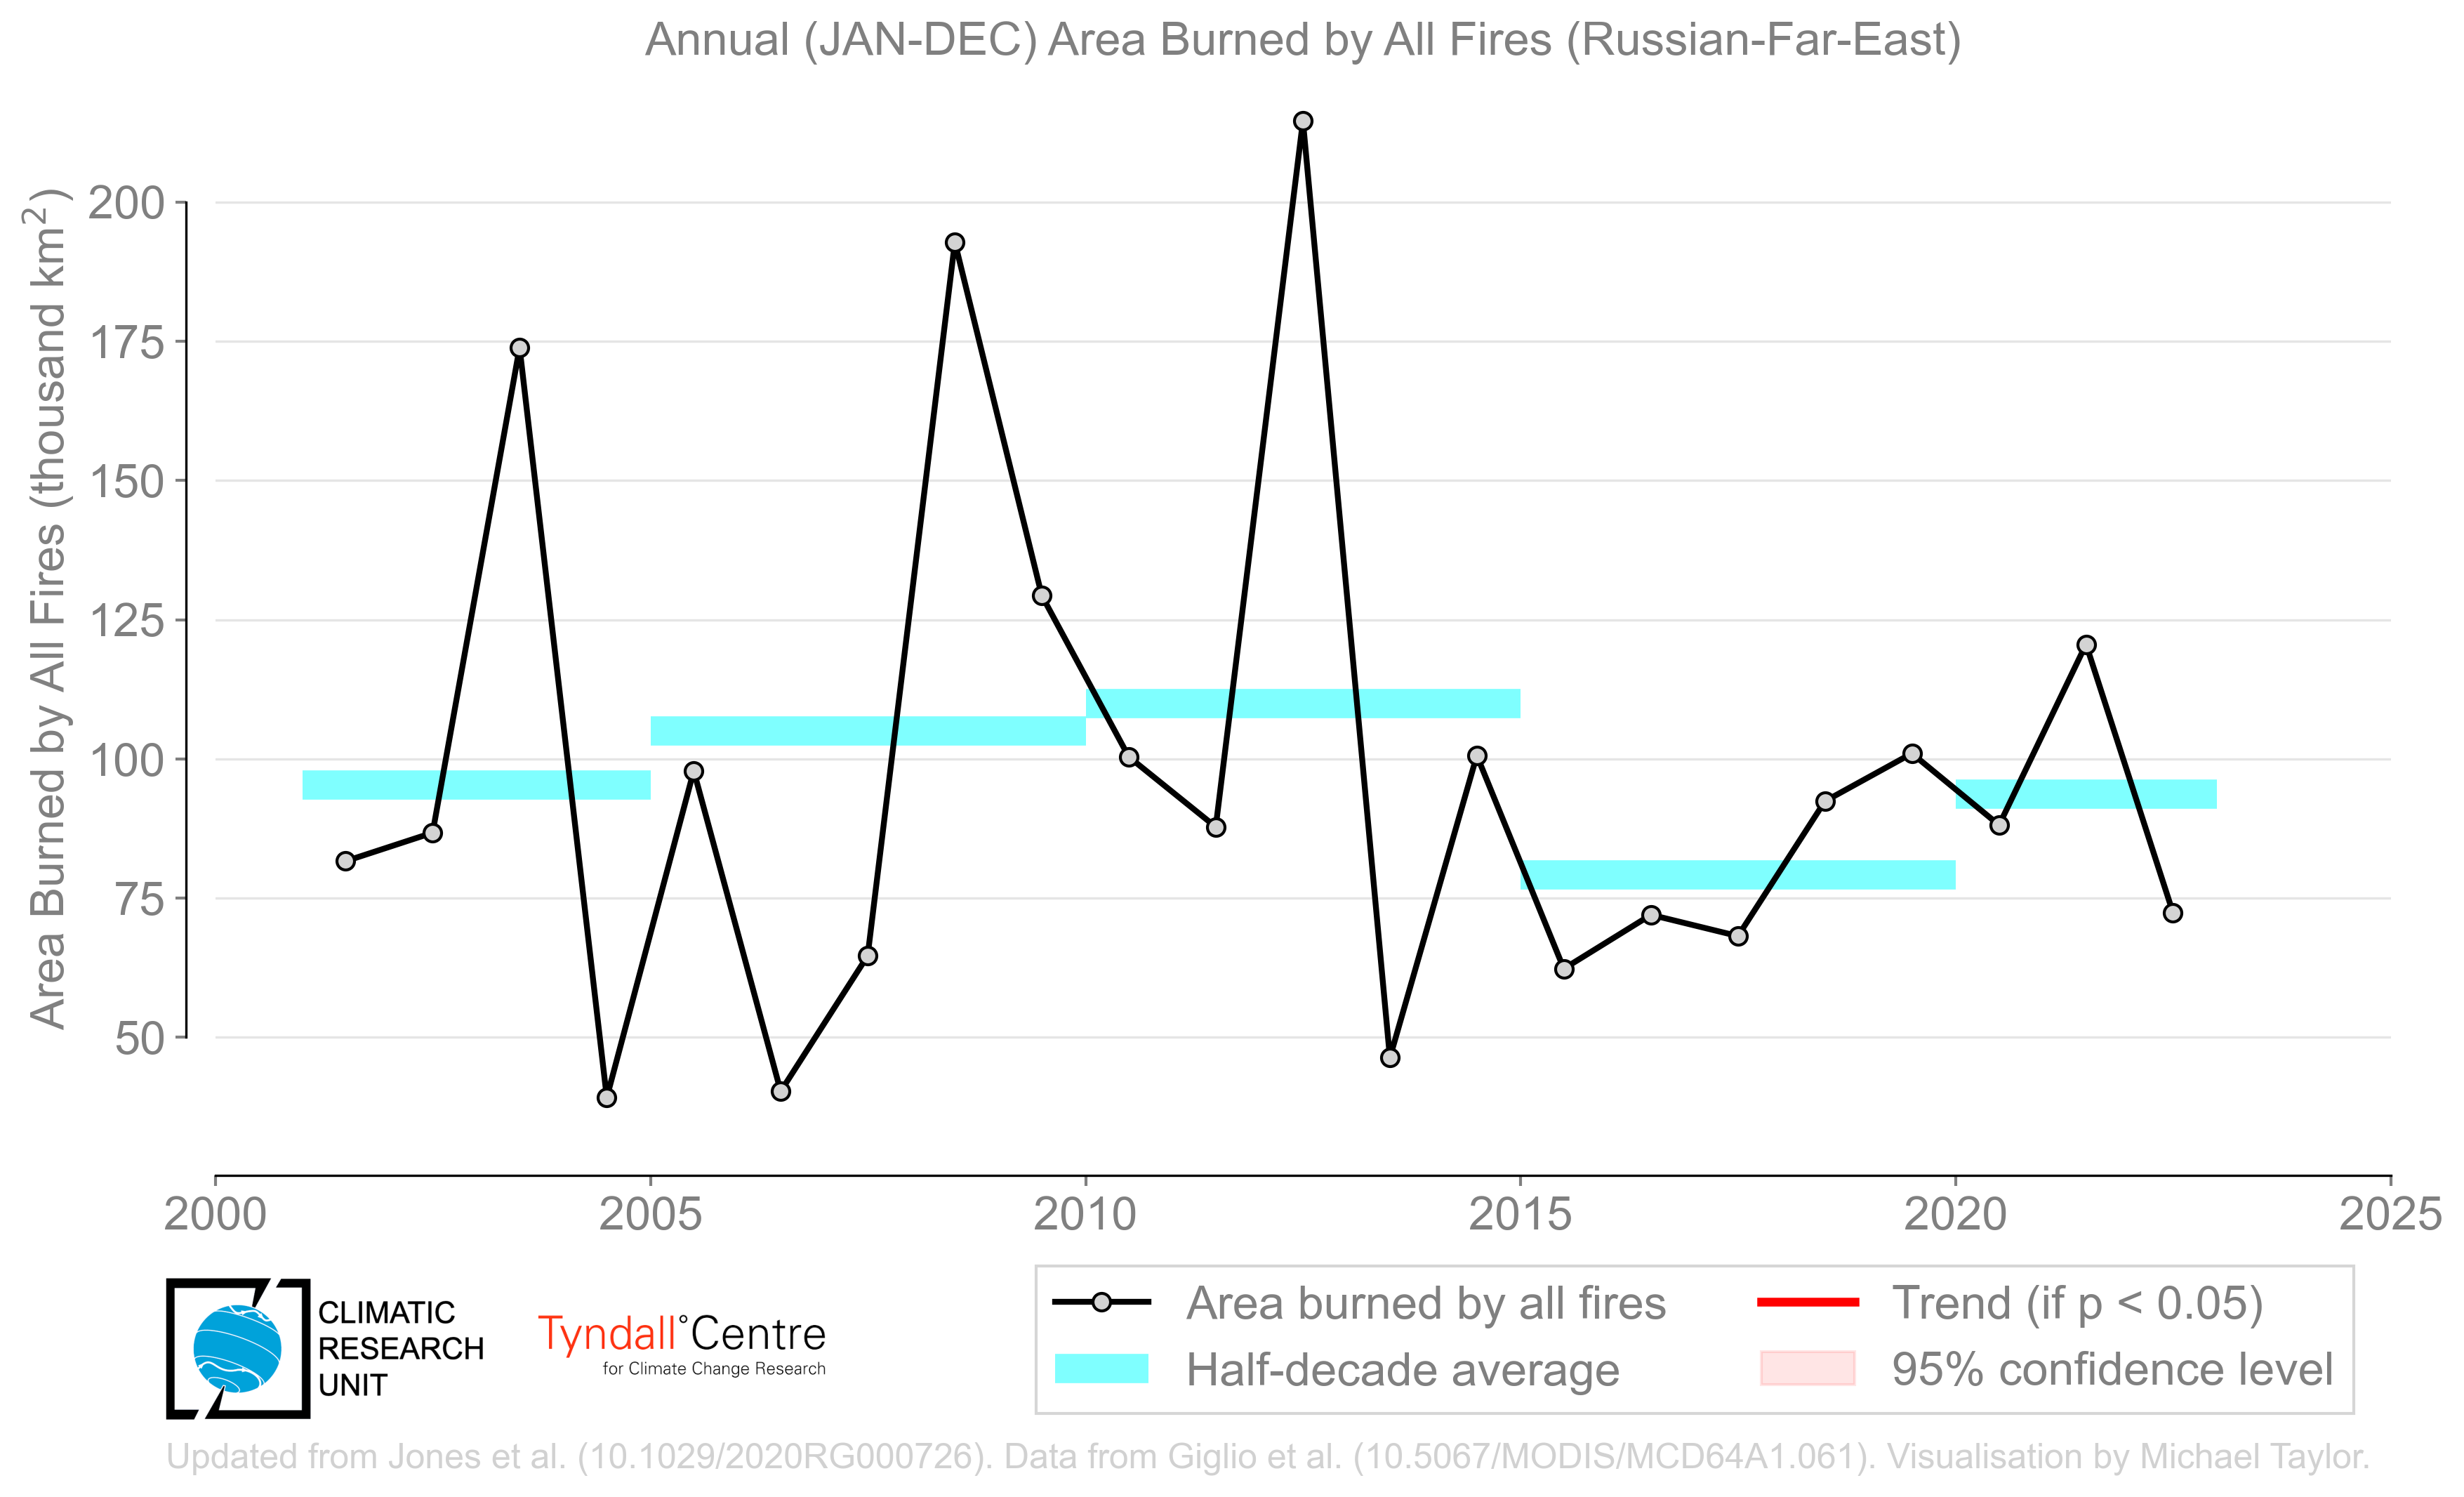 Annual (JAN-DEC) Area Burned by All Fires (Russian-Far-East)
Area Burned by All Fires (thousand km²)
200
175
150
125
100
75
50
2000 2005 2010 2015 2020 2025
CLIMATIC
RESEARCH
UNIT
Tyndall°Centre
for Climate Change Research
Area burned by all fires
Half-decade average
Trend (if p < 0.05)
95% confidence level
Updated from Jones et al. (10.1029/2020RG000726). Data from Giglio et al. (10.5067/MODIS/MCD64A1.061). Visualisation by Michael Taylor.